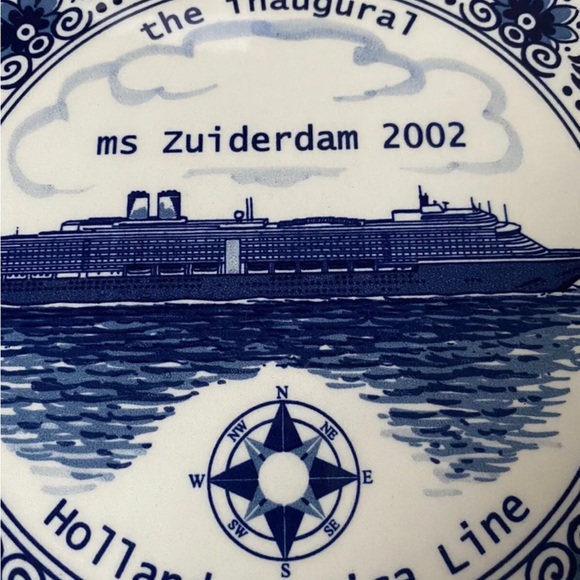 the inaugural
ms Zuiderdam 2002
N
NW NE
W E
SW SE
S
Line